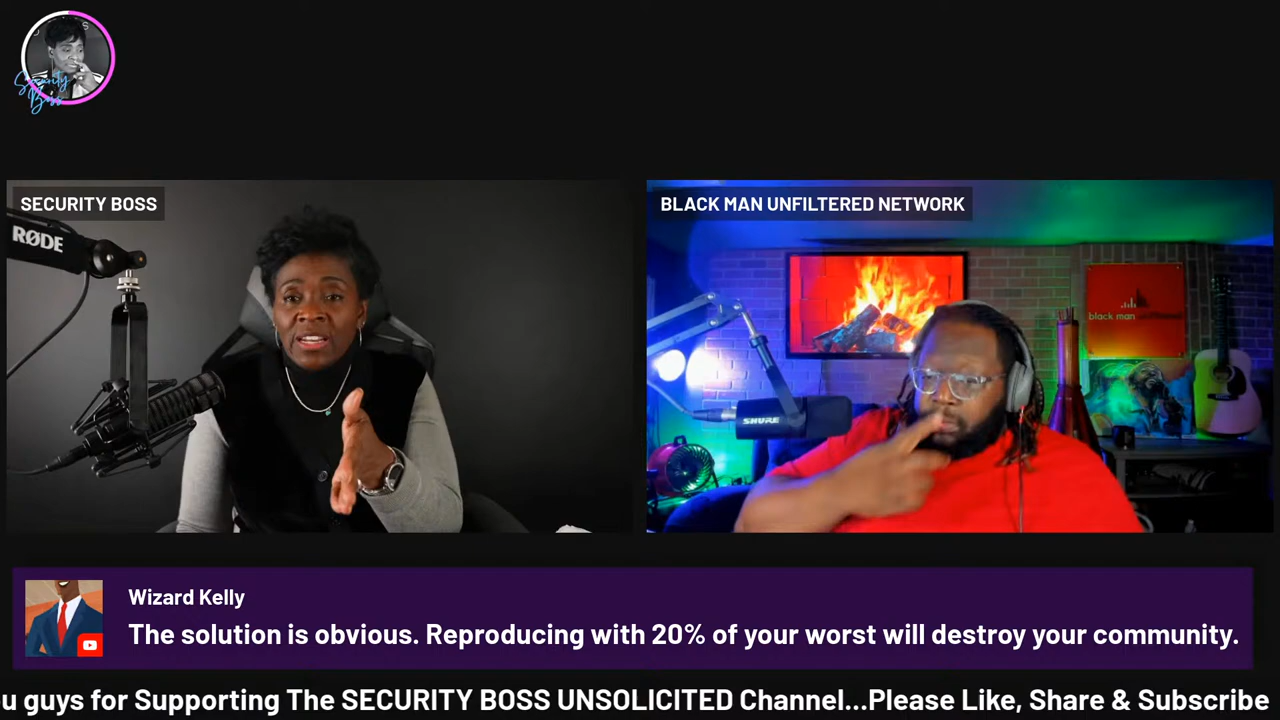 Security
Boss
SECURITY BOSS
BLACK MAN UNFILTERED NETWORK
RØDE
black man
SHURE
Wizard Kelly
The solution is obvious. Reproducing with 20% of your worst will destroy your community.
u guys for Supporting The SECURITY BOSS UNSOLICITED Channel...Please Like, Share & Subscribe